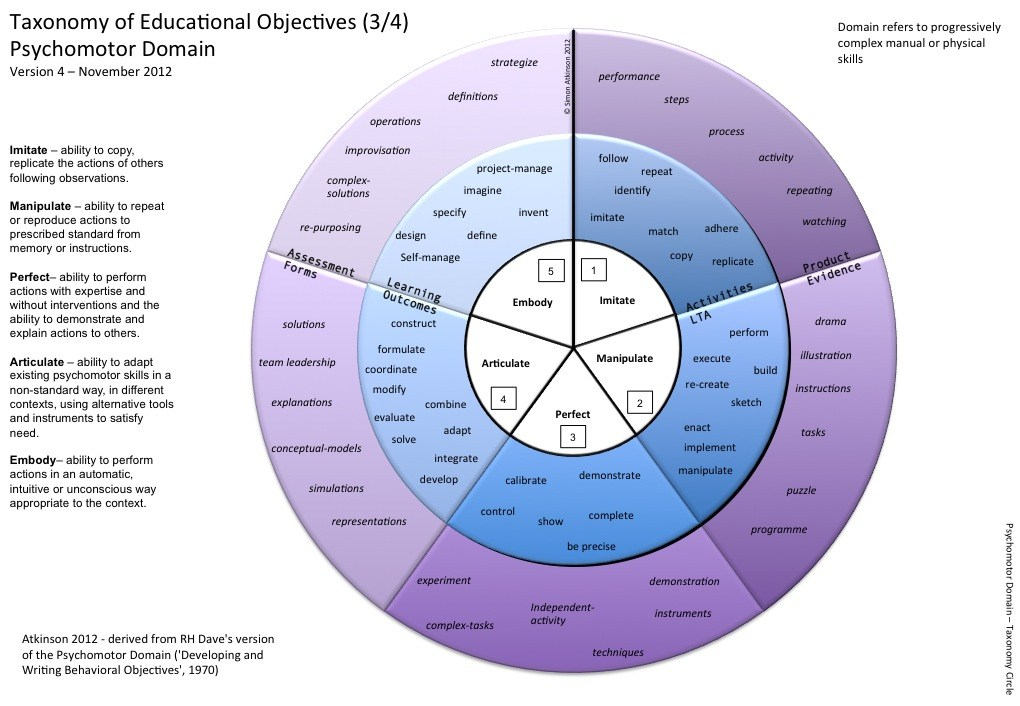 Taxonomy of Educational Objectives (3/4)
Psychomotor Domain
Version 4 – November 2012
Domain refers to progressively
complex manual or physical
skills
Imitate – ability to copy,
replicate the actions of others
following observations.
Manipulate – ability to repeat
or reproduce actions to
prescribed standard from
memory or instructions.
Perfect– ability to perform
actions with expertise and
without interventions and the
ability to demonstrate and
explain actions to others.
Articulate – ability to adapt
existing psychomotor skills in a
non-standard way, in different
contexts, using alternative tools
and instruments to satisfy
need.
Embody– ability to perform
actions in an automatic,
intuitive or unconscious way
appropriate to the context.
© Simon Atkinson 2012
strategize
definitions
operations
improvisation
complex-
solutions
re-purposing
performance
steps
process
activity
repeating
watching
project-manage
imagine
specify
invent
design
define
Self-manage
follow
repeat
identify
imitate
match
adhere
copy
replicate
Assessment
Forms
Learning
Outcomes
Activities
LTA
Product
Evidence
5
Embody
1
Imitate
Articulate
4
Manipulate
2
Perfect
3
solutions
team leadership
explanations
conceptual-models
simulations
representations
construct
formulate
coordinate
modify
combine
evaluate
adapt
solve
integrate
develop
perform
execute
build
re-create
sketch
enact
implement
manipulate
drama
illustration
instructions
tasks
puzzle
programme
calibrate
demonstrate
control
show
complete
be precise
experiment
demonstration
Independent-
activity
instruments
complex-tasks
techniques
Atkinson 2012 - derived from RH Dave's version
of the Psychomotor Domain ('Developing and
Writing Behavioral Objectives', 1970)
Psychomotor Domain – Taxonomy Circle